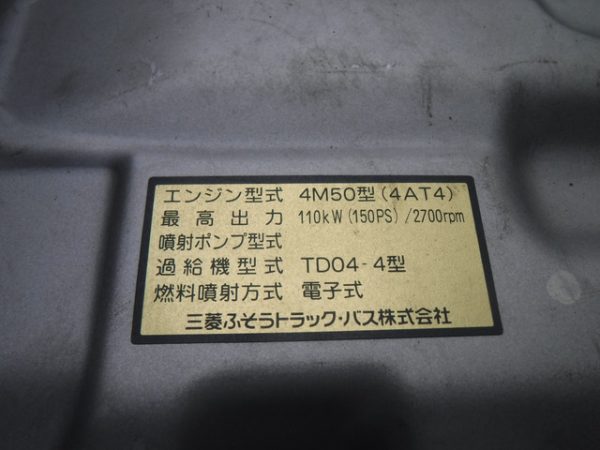 エンジン型式 4M50型(4AT4)
最高出力 110kW(150PS)/2700rpm
噴射ポンプ型式
過給機型式 TD04-4型
燃料噴射方式 電子式
三菱ふそうトラック・バス株式会社